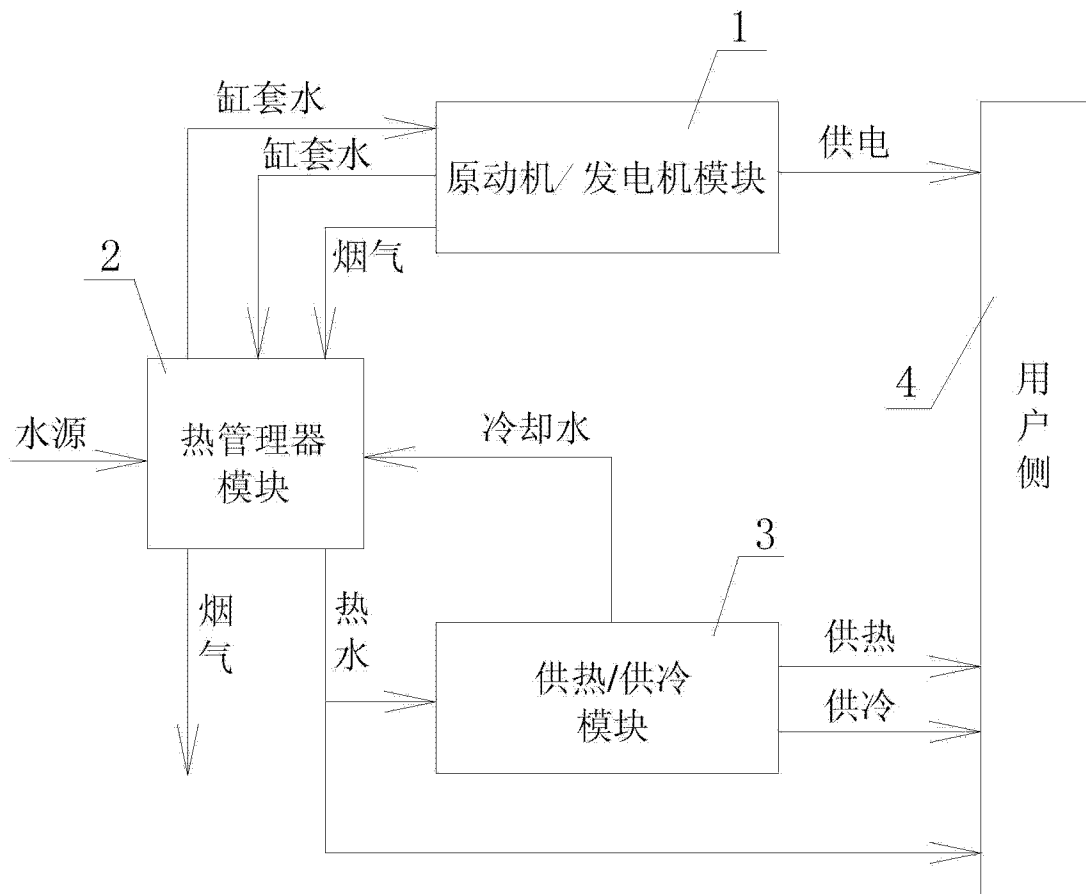 1
缸套水
缸套水
原动机/发电机模块
供电
烟气
2
4
用户侧
水源
热管理器
模块
冷却水
3
烟气
热水
供热/供冷
模块
供热
供冷